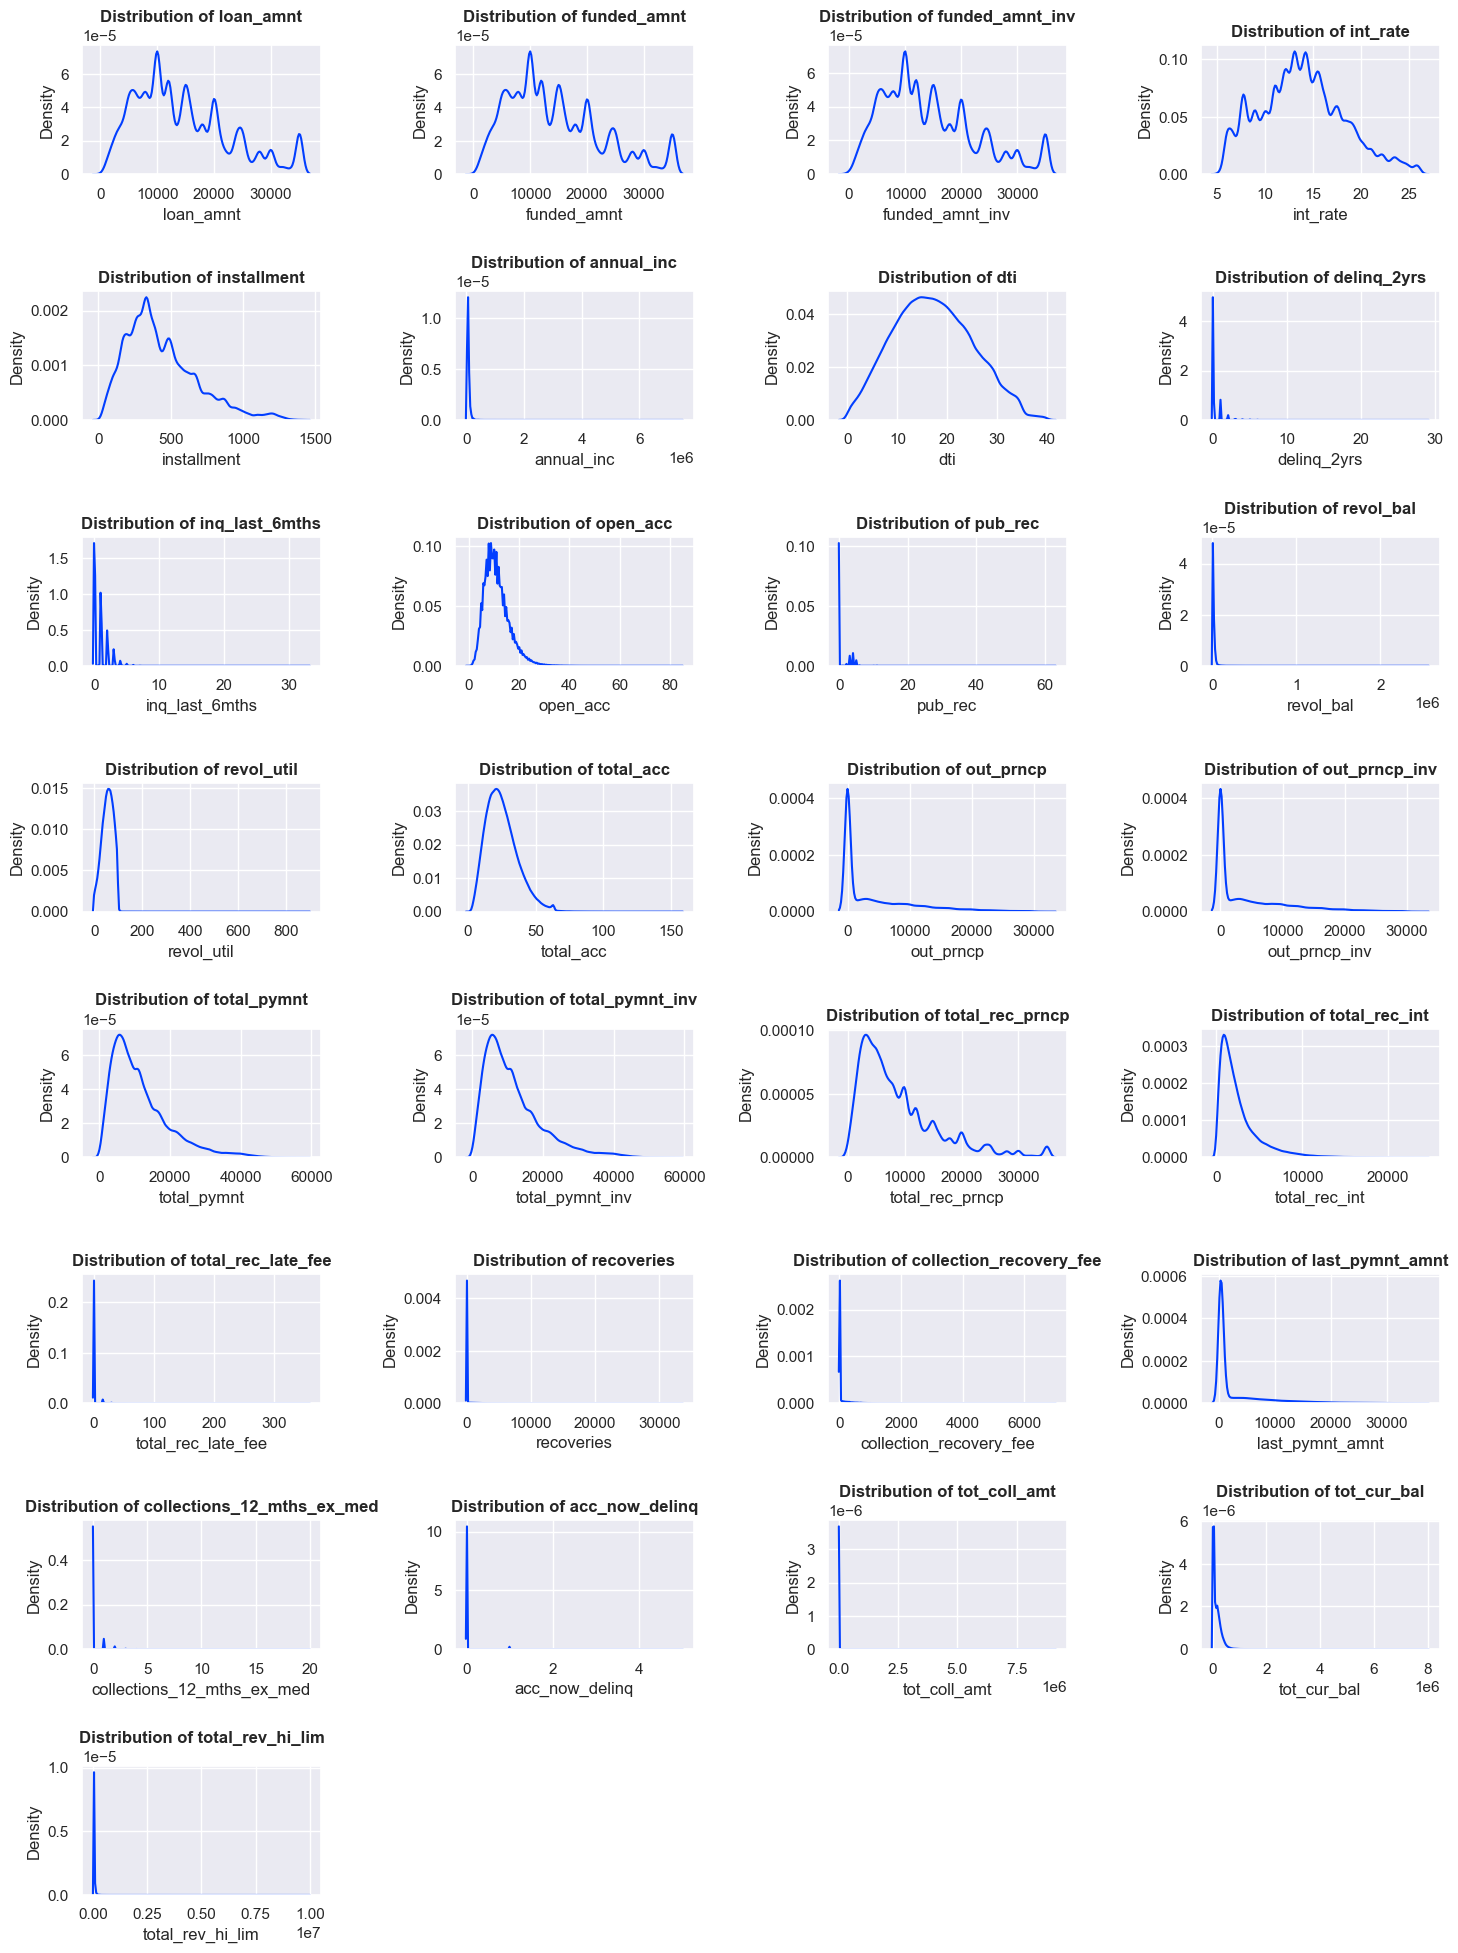 Distribution of loan_amnt
1e−5
Density
6
4
2
0
0 10000 20000 30000
loan_amnt
Distribution of funded_amnt
1e−5
Density
6
4
2
0
0 10000 20000 30000
funded_amnt
Distribution of funded_amnt_inv
1e−5
Density
6
4
2
0
0 10000 20000 30000
funded_amnt_inv
Distribution of int_rate
Density
0.10
0.05
0.00
5 10 15 20 25
int_rate
Distribution of installment
Density
0.002
0.001
0.000
0 500 1000 1500
installment
Distribution of annual_inc
1e−5
Density
1.0
0.5
0.0
0 2 4 6
1e6
annual_inc
Distribution of dti
Density
0.04
0.02
0.00
0 10 20 30 40
dti
Distribution of delinq_2yrs
Density
4
2
0
0 10 20 30
delinq_2yrs
Distribution of inq_last_6mths
Density
1.5
1.0
0.5
0.0
0 10 20 30
inq_last_6mths
Distribution of open_acc
Density
0.10
0.05
0.00
0 20 40 60 80
open_acc
Distribution of pub_rec
Density
0.10
0.05
0.00
0 20 40 60
pub_rec
Distribution of revol_bal
1e−5
Density
4
2
0
0 1 2
1e6
revol_bal
Distribution of revol_util
Density
0.015
0.010
0.005
0.000
0 200 400 600 800
revol_util
Distribution of total_acc
Density
0.03
0.02
0.01
0.00
0 50 100 150
total_acc
Distribution of out_prncp
Density
0.0004
0.0002
0.0000
0 10000 20000 30000
out_prncp
Distribution of out_prncp_inv
Density
0.0004
0.0002
0.0000
0 10000 20000 30000
out_prncp_inv
Distribution of total_pymnt
1e−5
Density
6
4
2
0
0 20000 40000 60000
total_pymnt
Distribution of total_pymnt_inv
1e−5
Density
6
4
2
0
0 20000 40000 60000
total_pymnt_inv
Distribution of total_rec_prncp
Density
0.00010
0.00005
0.00000
0 10000 20000 30000
total_rec_prncp
Distribution of total_rec_int
Density
0.0003
0.0002
0.0001
0.0000
0 10000 20000
total_rec_int
Distribution of total_rec_late_fee
Density
0.2
0.1
0.0
0 100 200 300
total_rec_late_fee
Distribution of recoveries
Density
0.004
0.002
0.000
0 10000 20000 30000
recoveries
Distribution of collection_recovery_fee
Density
0.002
0.001
0.000
0 2000 4000 6000
collection_recovery_fee
Distribution of last_pymnt_amnt
Density
0.0006
0.0004
0.0002
0.0000
0 10000 20000 30000
last_pymnt_amnt
Distribution of collections_12_mths_ex_med
Density
0.4
0.2
0.0
0 5 10 15 20
collections_12_mths_ex_med
Distribution of acc_now_delinq
Density
10
5
0
0 2 4
acc_now_delinq
Distribution of tot_coll_amt
1e−6
Density
3
2
1
0
0.0 2.5 5.0 7.5
1e6
tot_coll_amt
Distribution of tot_cur_bal
1e−6
Density
6
4
2
0
0 2 4 6 8
1e6
tot_cur_bal
Distribution of total_rev_hi_lim
1e−5
Density
1.0
0.5
0.0
0.00 0.25 0.50 0.75 1.00
1e7
total_rev_hi_lim